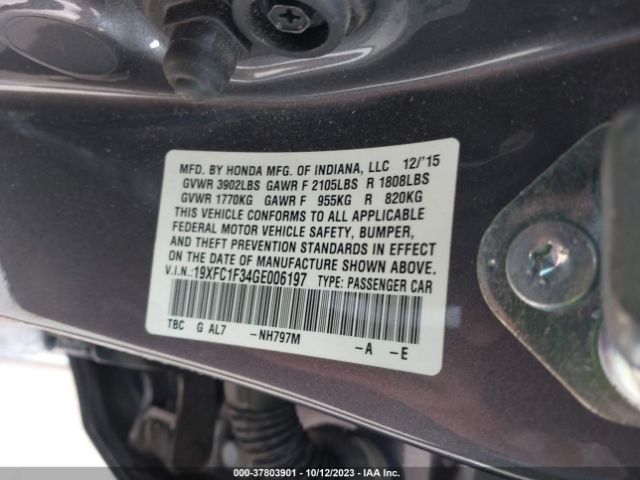 MFD. BY HONDA MFG. OF INDIANA, LLC 12/'15
GVWR 3902LBS GAWR F 2105LBS R 1808LBS
GVWR 1770KG GAWR F 955KG R 820KG
THIS VEHICLE CONFORMS TO ALL APPLICABLE
FEDERAL MOTOR VEHICLE SAFETY, BUMPER,
AND THEFT PREVENTION STANDARDS IN EFFECT
ON THE DATE OF MANUFACTURE SHOWN ABOVE.
V.I.N.:19XFC1F34GE006197 TYPE: PASSENGER CAR
TBC G AL7 -NH797M -A -E
000-37803901 - 10/12/2023 - IAA Inc.